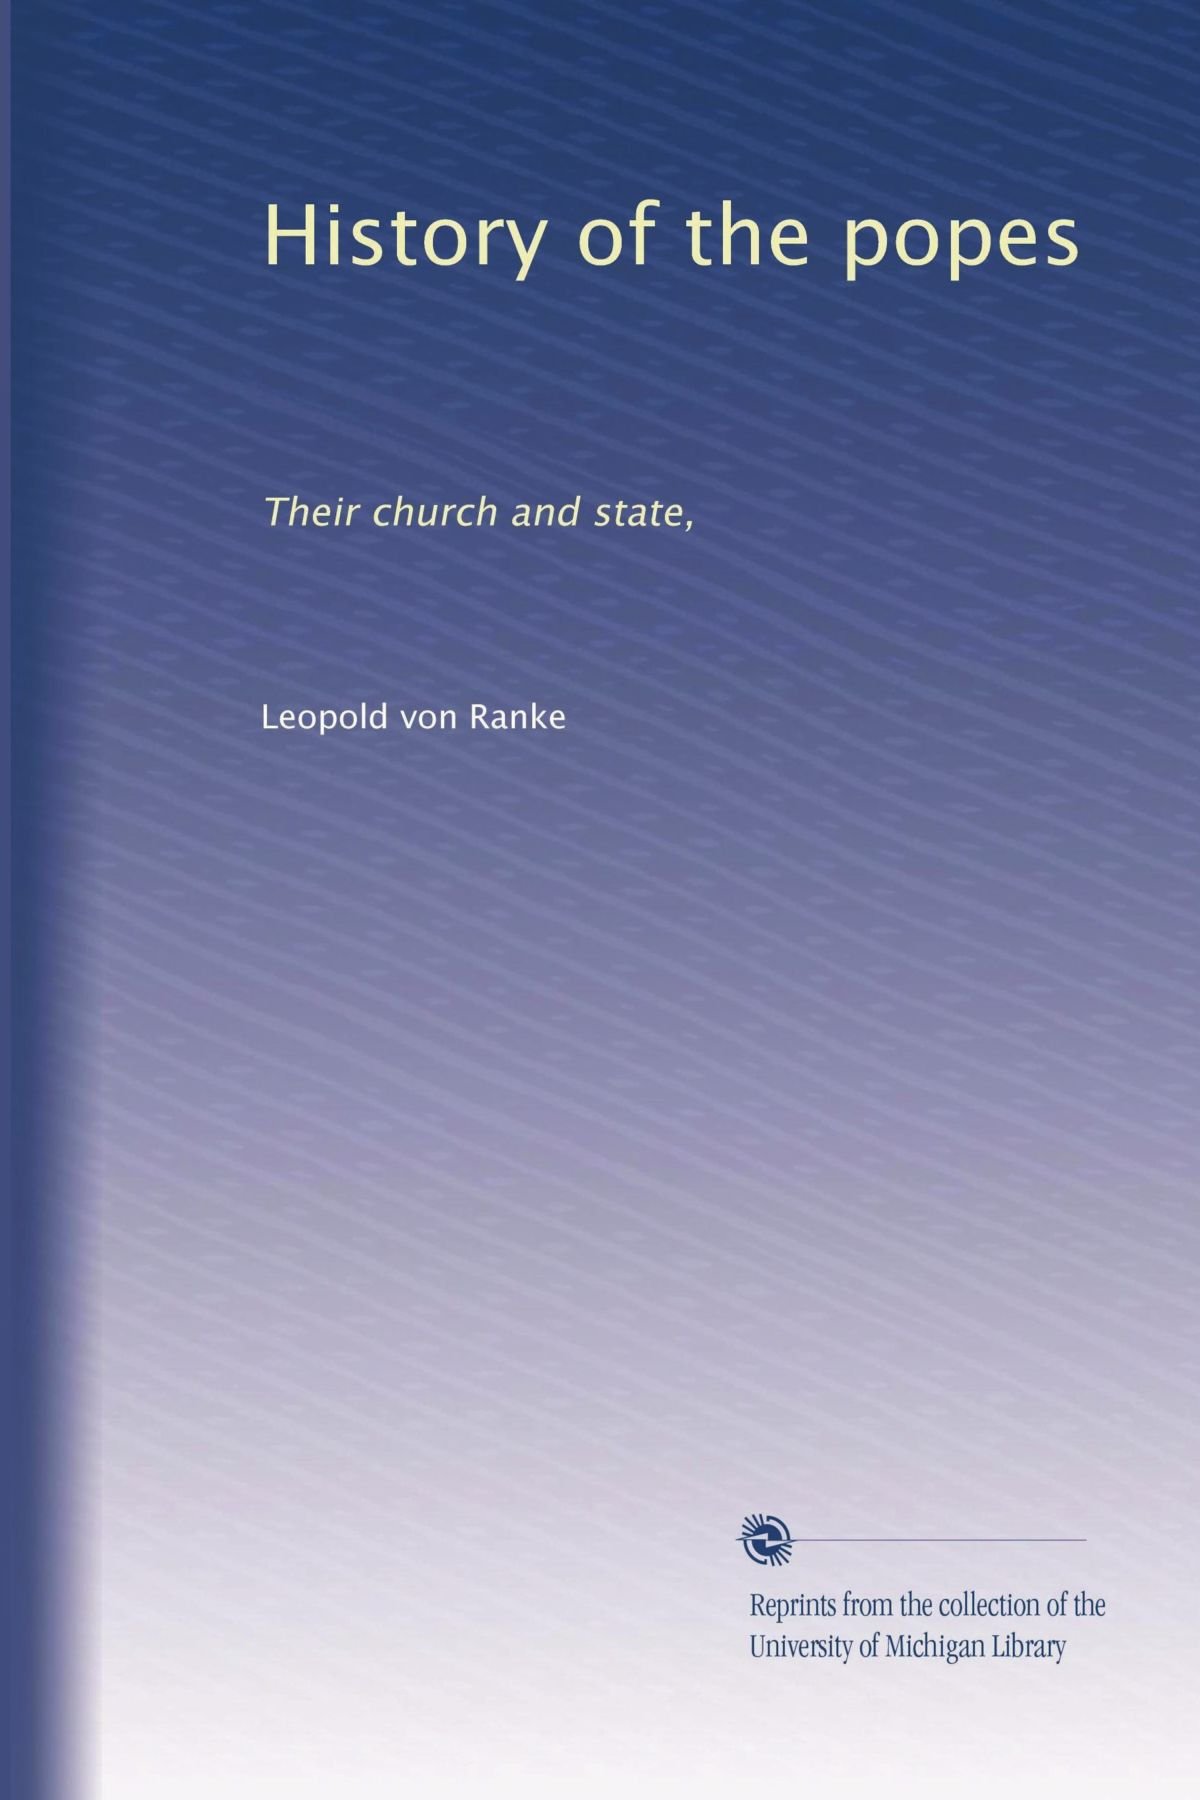 History of the popes
Their church and state,
Leopold von Ranke
Reprints from the collection of the
University of Michigan Library